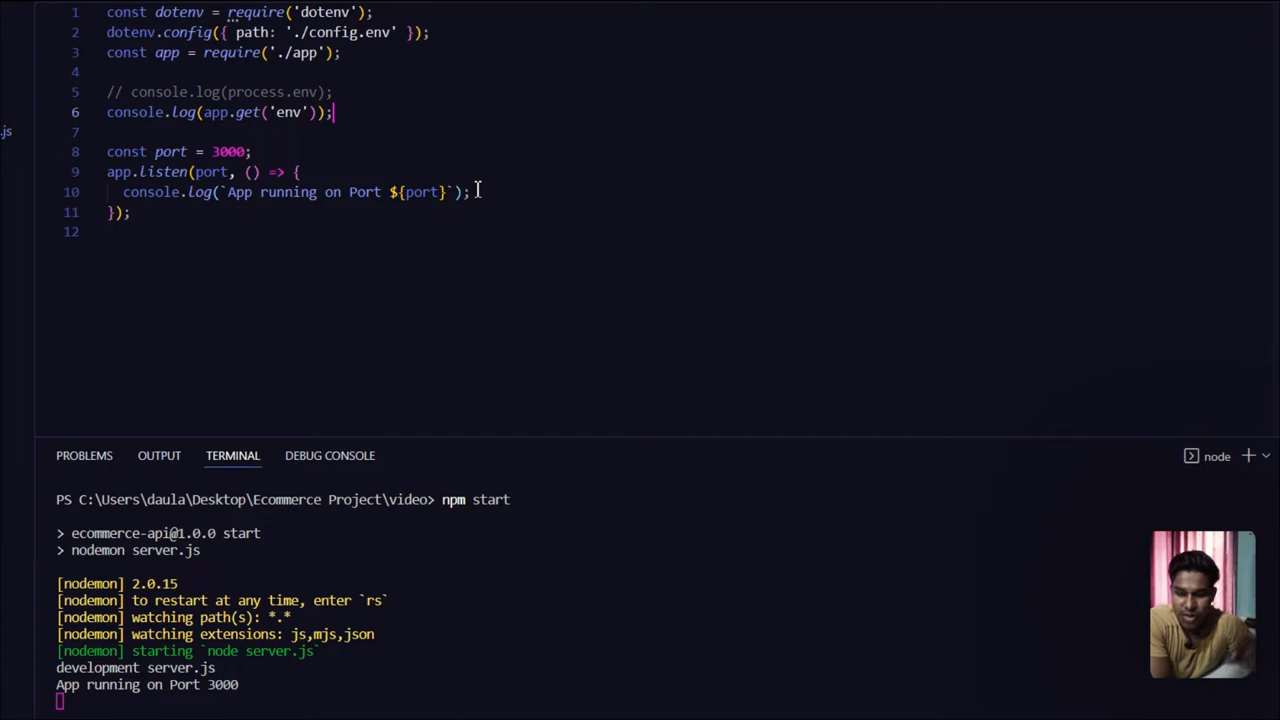 1 const dotenv = require('dotenv');
2 dotenv.config({ path: './config.env' });
3 const app = require('./app');
4
5 // console.log(process.env);
6 console.log(app.get('env'));
.js
7
8 const port = 3000;
9 app.listen(port, () => {
10 console.log(`App running on Port ${port}`);
11 });
12
PROBLEMS OUTPUT TERMINAL DEBUG CONSOLE node
PS C:\Users\daula\Desktop\Ecommerce Project\video> npm start
> ecommerce-api@1.0.0 start
> nodemon server.js
[nodemon] 2.0.15
[nodemon] to restart at any time, enter `rs`
[nodemon] watching path(s): *.*
[nodemon] watching extensions: js,mjs,json
[nodemon] starting `node server.js`
development server.js
App running on Port 3000